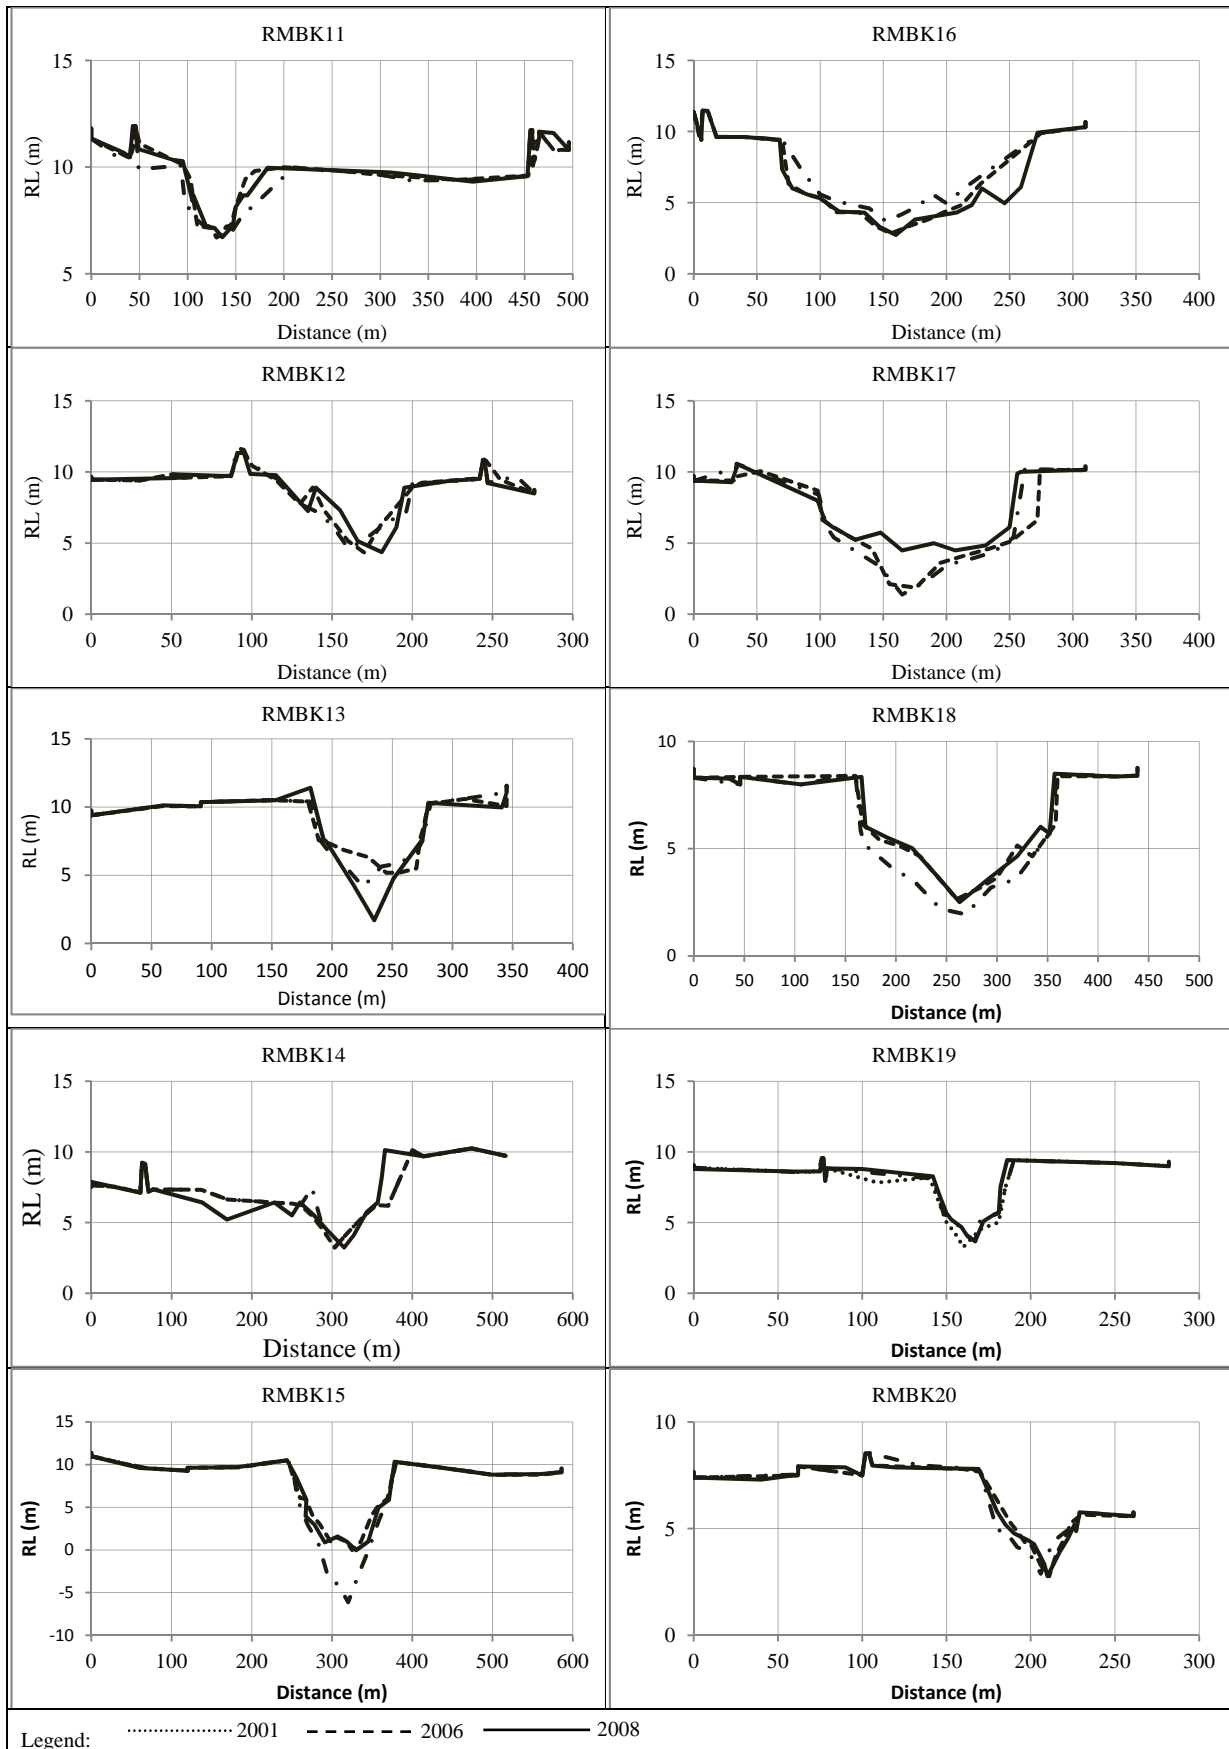 RMBK11
15
10
5
RL (m)
0 50 100 150 200 300 350 400 450 500
Distance (m)
RMBK16
15
10
5
0
RL (m)
0 50 100 150 200 250 300 400
Distance (m)
RMBK12
15
10
5
0
RL (m)
0 50 100 150 200 250 300
Distance (m)
RMBK17
15
10
5
0
RL (m)
0 50 100 150 200 250 300 400
Distance (m)
RMBK13
15
10
5
0
RL (m)
0 50 100 150 200 250 300 350 400
Distance (m)
RMBK18
10
5
0
RL (m)
0 50 100 150 200 250 300 350 400 450 500
Distance (m)
RMBK14
15
10
5
0
RL (m)
0 100 200 300 400 500 600
Distance (m)
RMBK19
15
10
5
0
RL (m)
0 50 100 150 200 250 300
Distance (m)
RMBK15
15
10
5
0
-5
-10
RL (m)
0 100 200 300 400 500 600
Distance (m)
RMBK20
10
5
0
RL (m)
0 50 100 150 200 250 300
Distance (m)
Legend: 2001 2006 2008